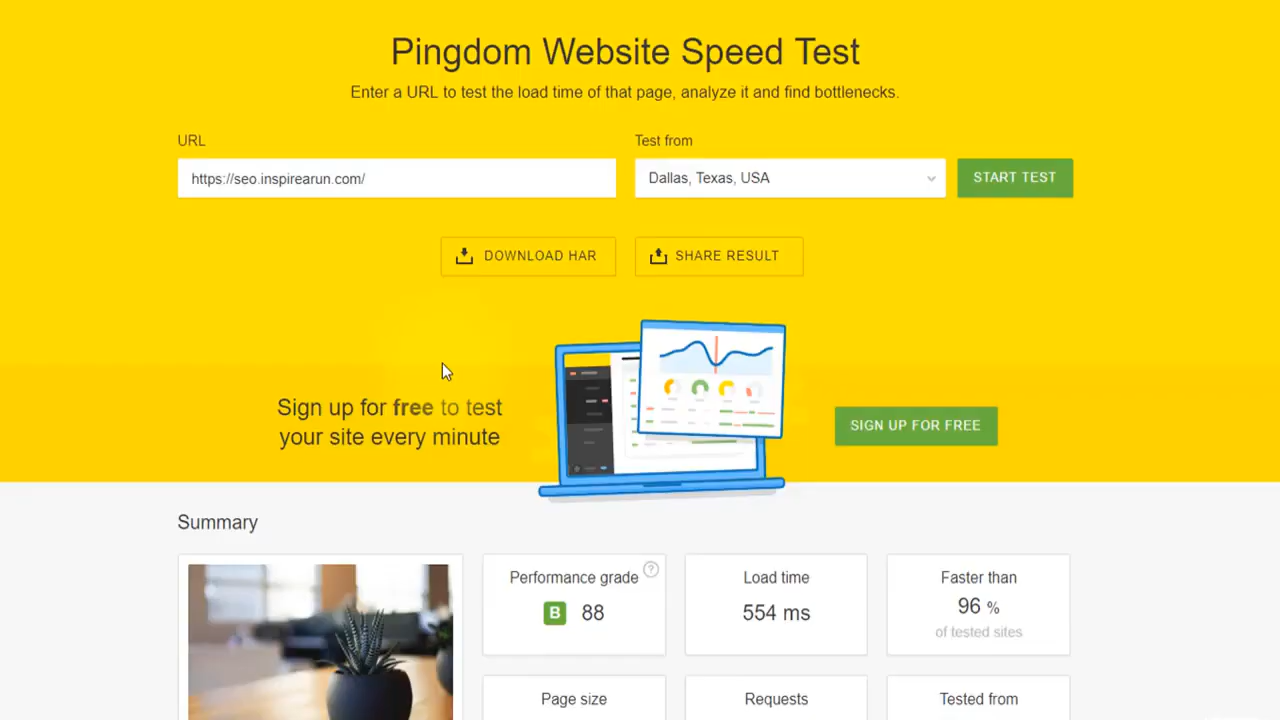 Pingdom Website Speed Test
Enter a URL to test the load time of that page, analyze it and find bottlenecks.
URL
Test from
https://seo.inspirearun.com/
Dallas, Texas, USA
START TEST
DOWNLOAD HAR
SHARE RESULT
Sign up for free to test
your site every minute
SIGN UP FOR FREE
Summary
Performance grade
?
B 88
Load time
554 ms
Faster than
96 %
of tested sites
Page size
Requests
Tested from